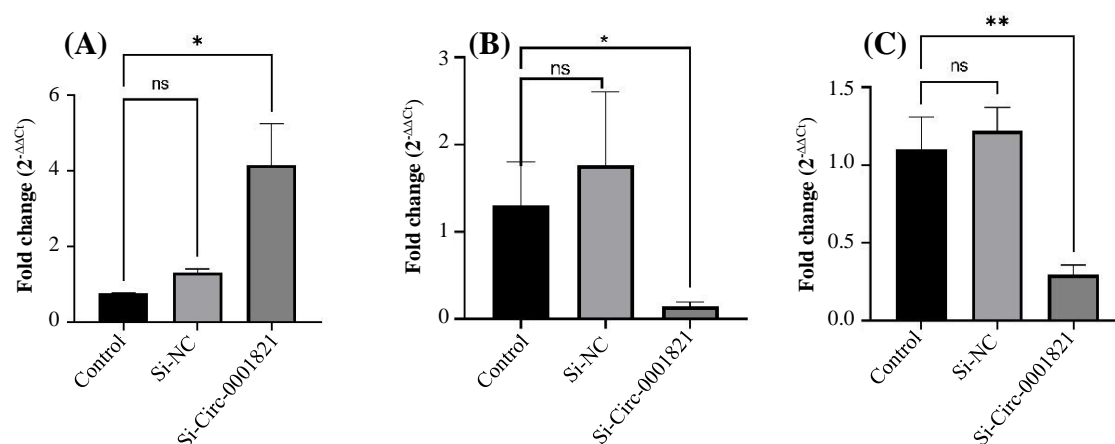 (A)
*
ns
Fold change (2^-ΔΔCt)
6
4
2
0
Control
Si-NC
Si-Circ-0001821
(B)
*
ns
Fold change (2^-ΔΔCt)
3
2
1
0
Control
Si-NC
Si-Circ-0001821
(C)
**
ns
Fold change (2^-ΔΔCt)
1.5
1.0
0.5
0.0
Control
Si-NC
Si-Circ-0001821